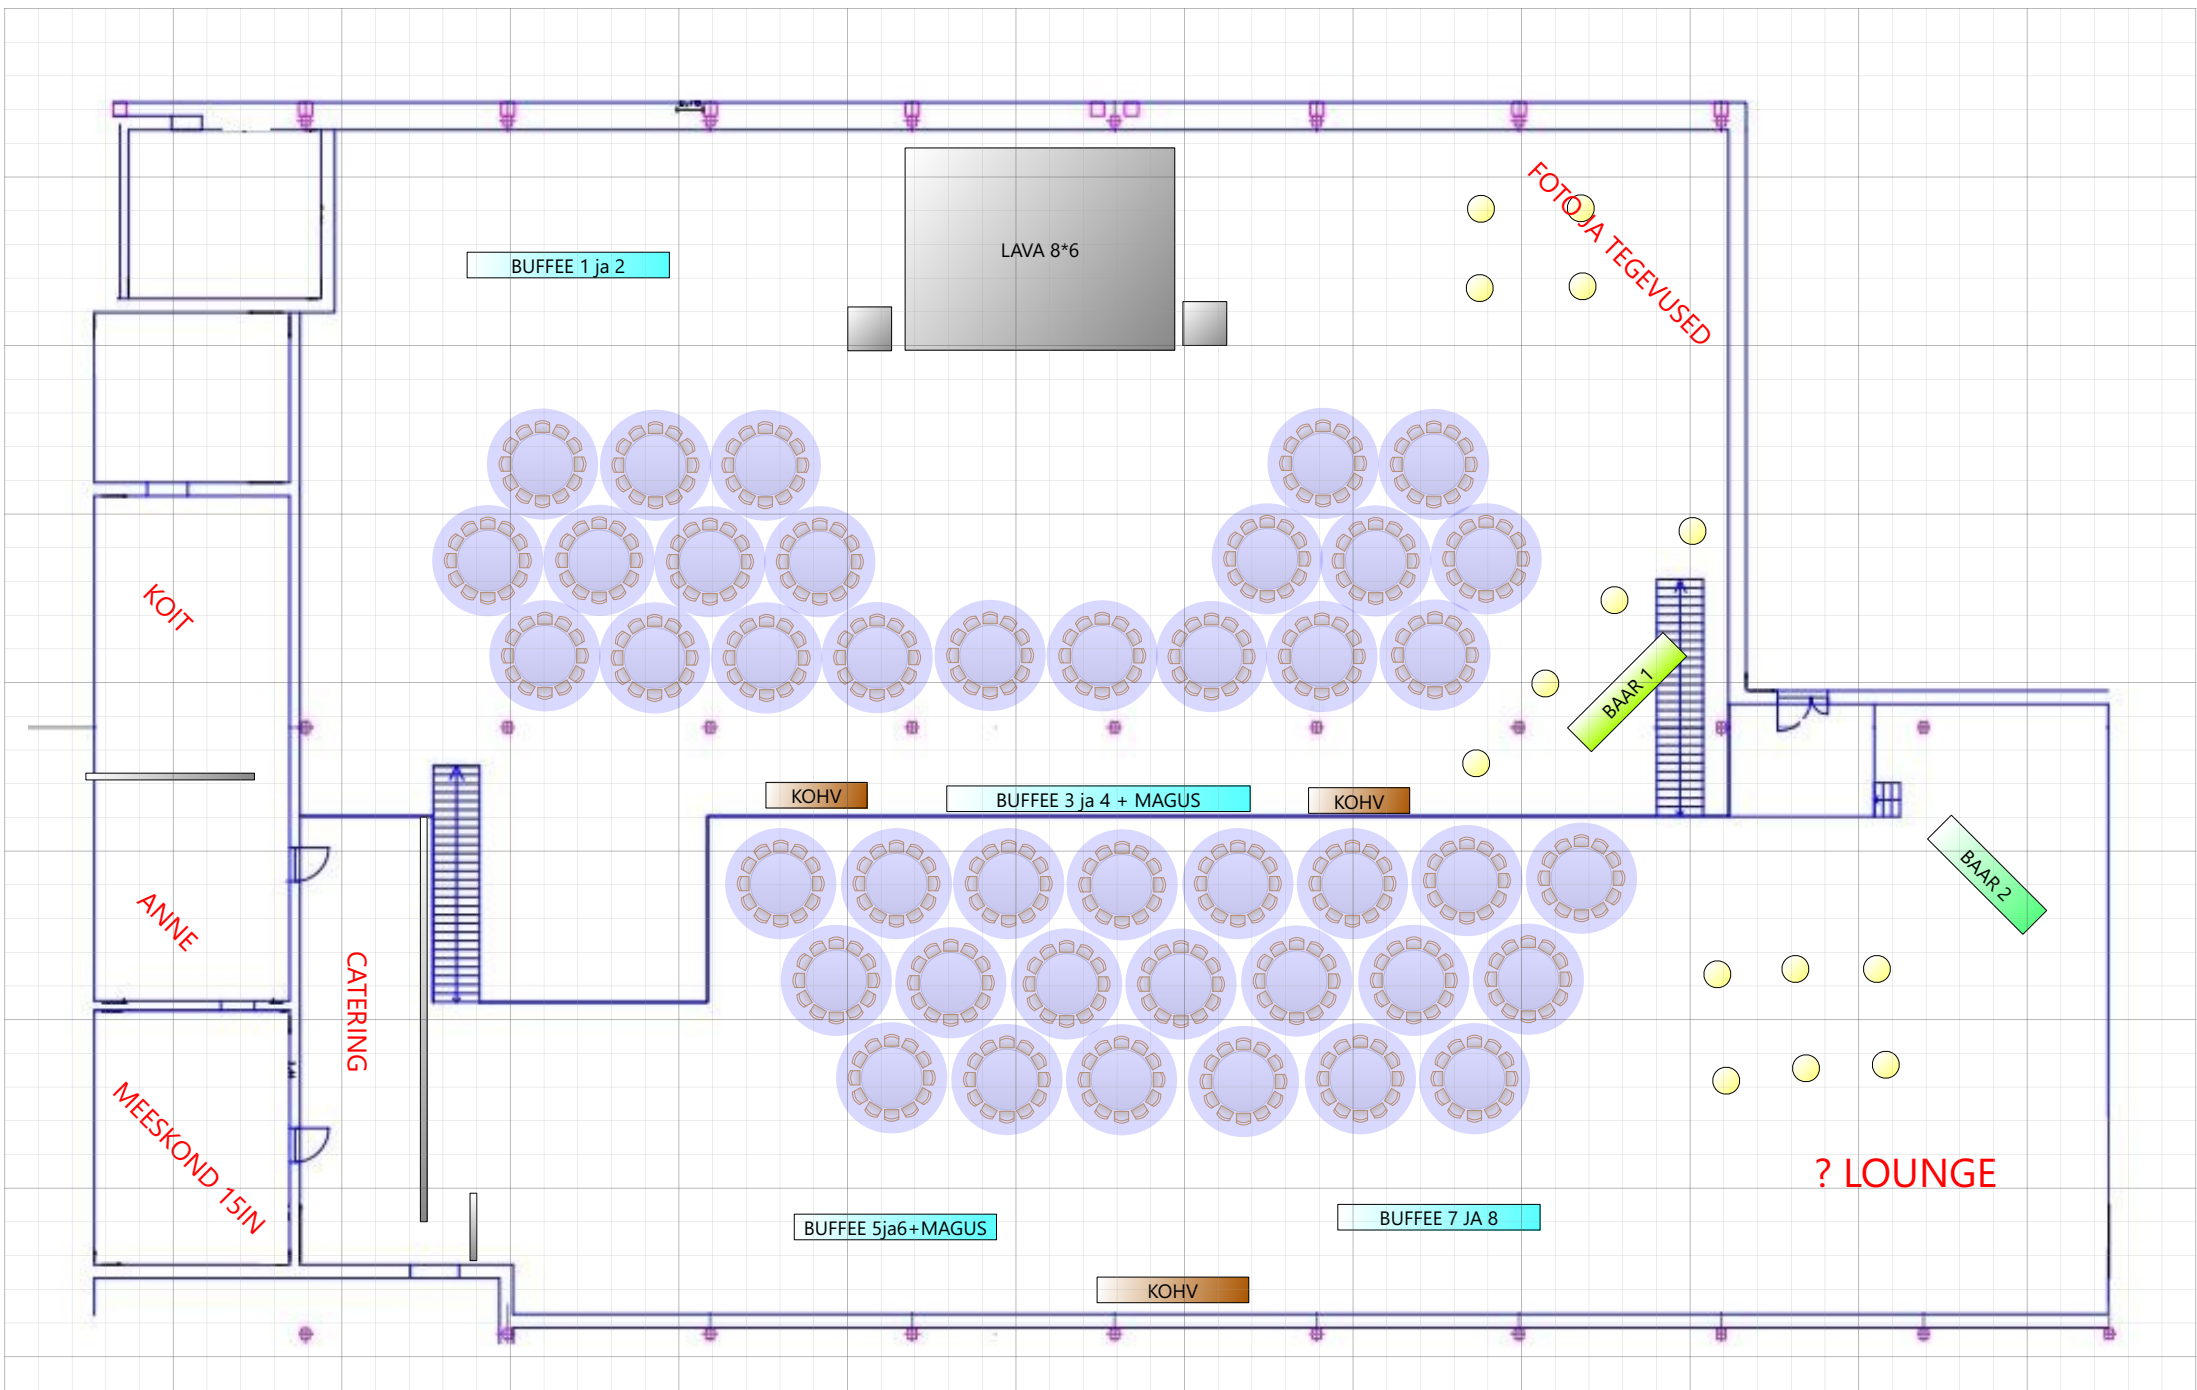 LAVA 8*6
FOTO JA TEGEVUSED
BUFFEE 1 ja 2
KOIT
BAAR 1
KOHV
BUFFEE 3 ja 4 + MAGUS
KOHV
BAAR 2
ANNE
CATERING
MEESKOND 15IN
? LOUNGE
BUFFEE 5ja6+MAGUS
BUFFEE 7 JA 8
KOHV